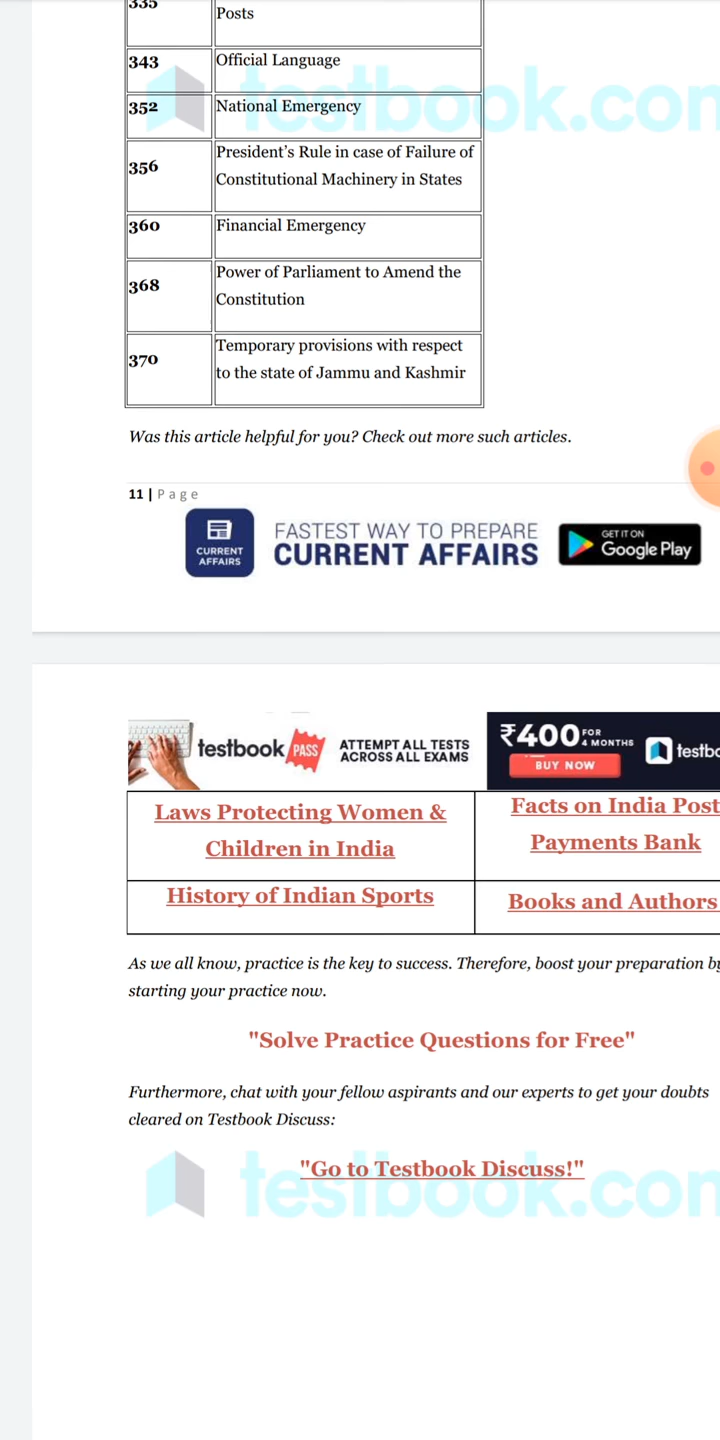 335
Posts
343
Official Language
352
National Emergency
356
President's Rule in case of Failure of
Constitutional Machinery in States
360
Financial Emergency
368
Power of Parliament to Amend the
Constitution
370
Temporary provisions with respect
to the state of Jammu and Kashmir
testbook.con
Was this article helpful for you? Check out more such articles.
11 | Page
CURRENT
AFFAIRS
FASTEST WAY TO PREPARE
CURRENT AFFAIRS
GET IT ON
Google Play
testbook PASS
ATTEMPT ALL TESTS
ACROSS ALL EXAMS
₹400 FOR
4 MONTHS
BUY NOW
testbo
Laws Protecting Women &
Children in India
Facts on India Post
Payments Bank
History of Indian Sports
Books and Authors
As we all know, practice is the key to success. Therefore, boost your preparation by
starting your practice now.
"Solve Practice Questions for Free"
Furthermore, chat with your fellow aspirants and our experts to get your doubts
cleared on Testbook Discuss:
"Go to Testbook Discuss!"
testbook.con